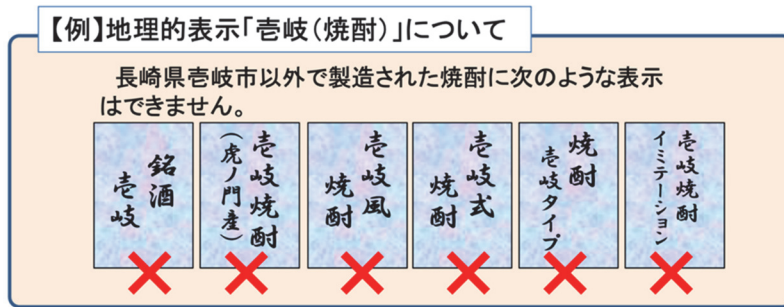 【例】地理的表示「壱岐(焼酎)」について
長崎県壱岐市以外で製造された焼酎に次のような表示
はできません。
銘酒
壱岐
壱岐焼酎
(虎ノ門産)
壱岐風
焼酎
壱岐式
焼酎
焼酎
壱岐タイプ
壱岐焼酎
イミテーション